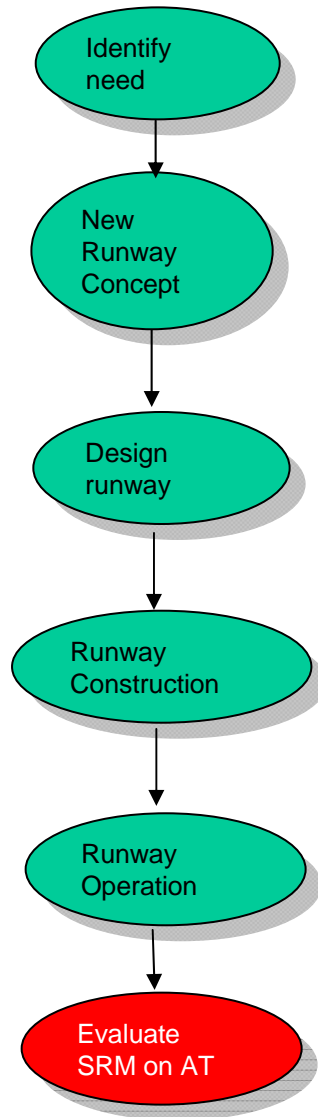 Identify
need
New
Runway
Concept
Design
runway
Runway
Construction
Runway
Operation
Evaluate
SRM on AT